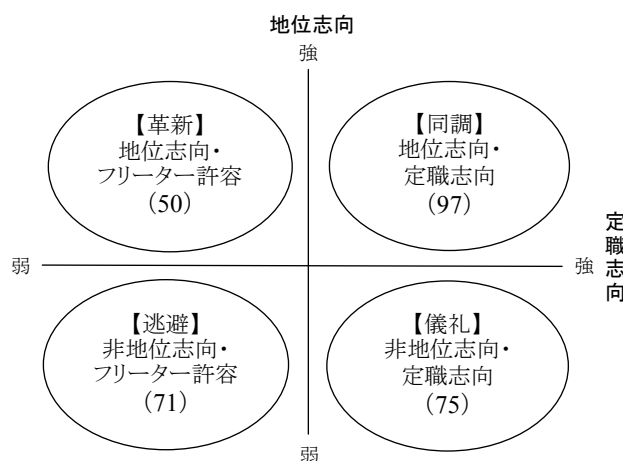 地位志向
強
【革新】
地位志向・
フリーター許容
(50)
【同調】
地位志向・
定職志向
(97)
弱
強
定職志向
【逃避】
非地位志向・
フリーター許容
(71)
【儀礼】
非地位志向・
定職志向
(75)
弱